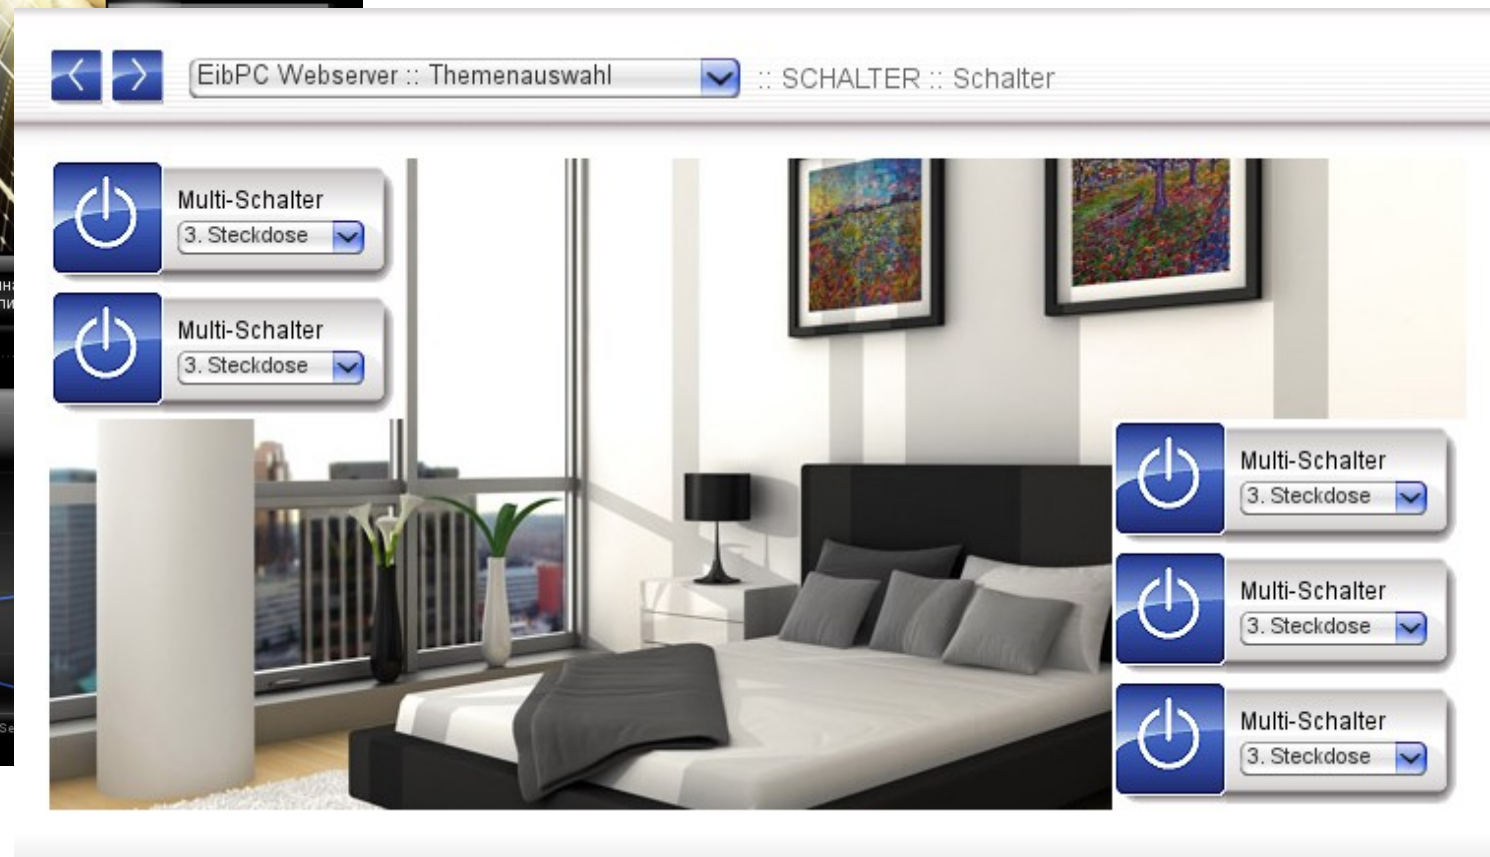 EibPC Webserver :: Themenauswahl :: SCHALTER :: Schalter
Multi-Schalter
3. Steckdose
Multi-Schalter
3. Steckdose
Multi-Schalter
3. Steckdose
Multi-Schalter
3. Steckdose
Multi-Schalter
3. Steckdose